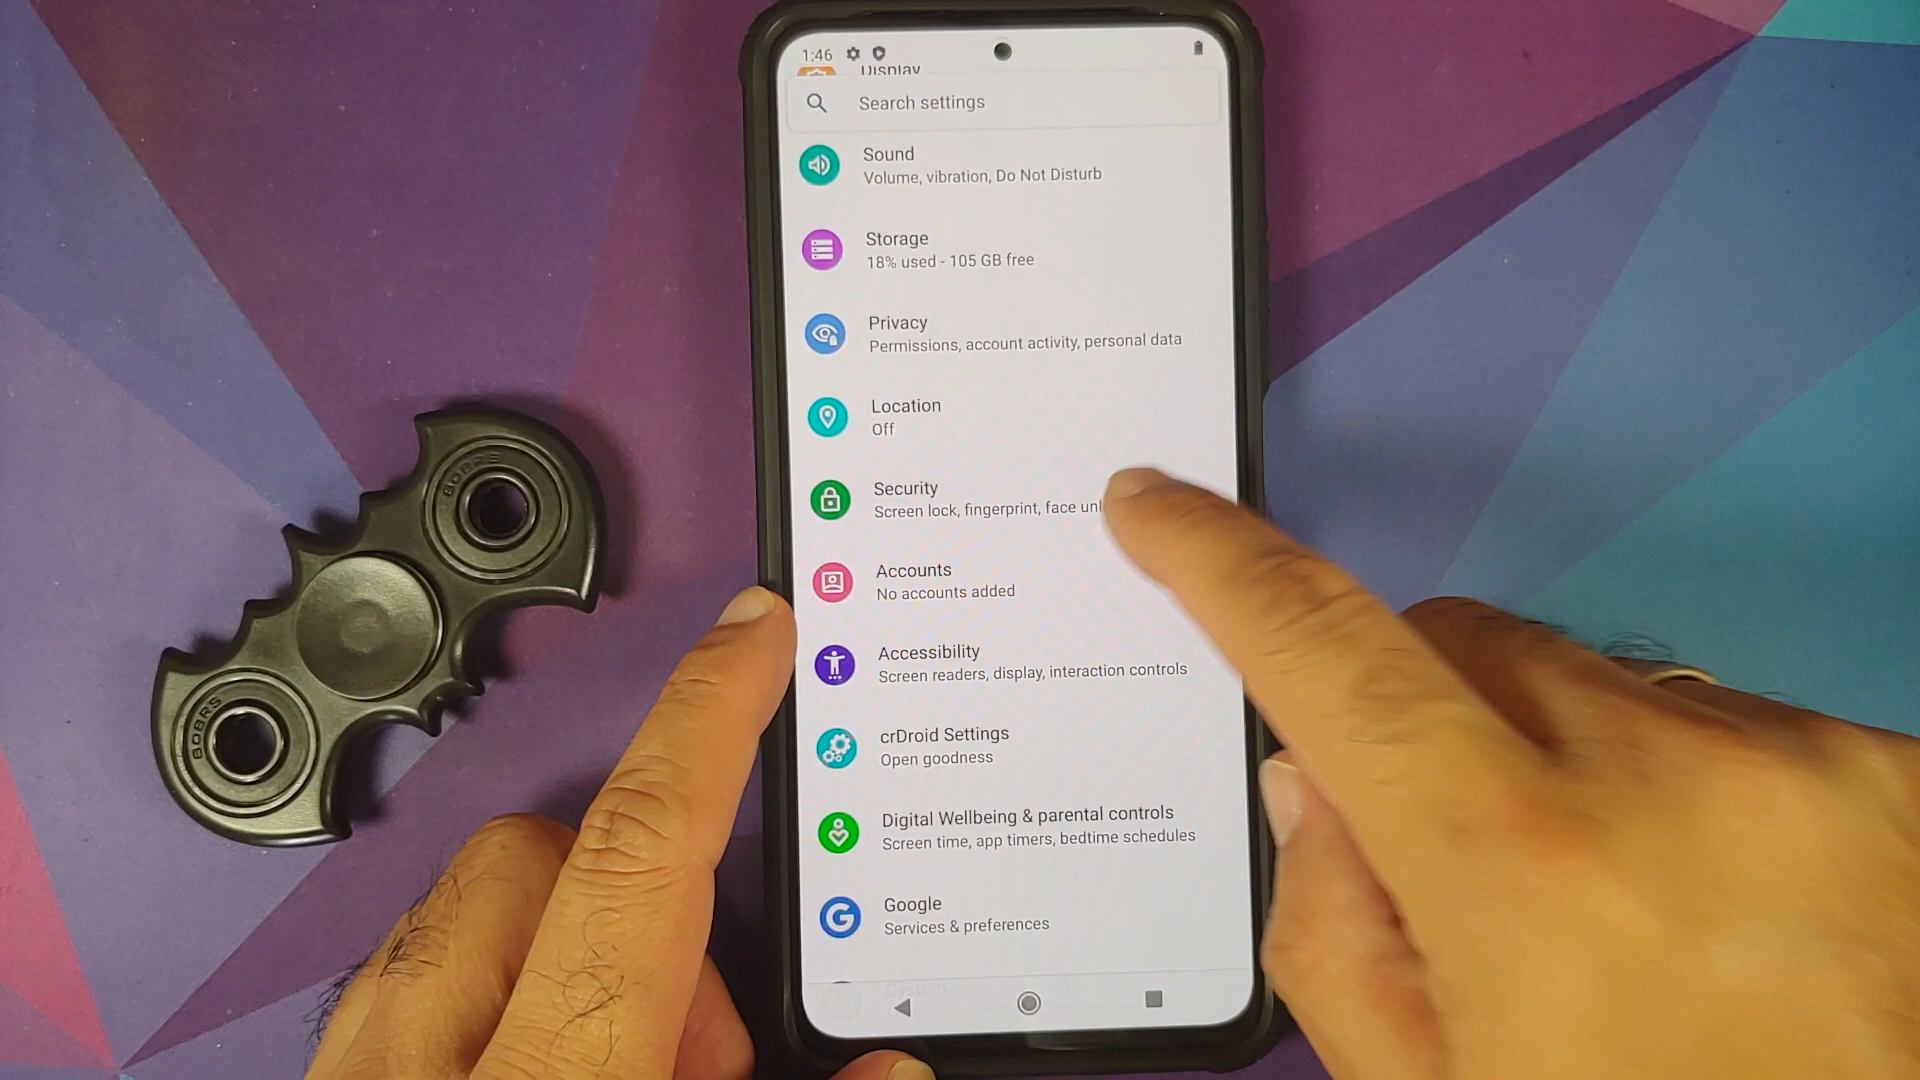 1:46
Display
Search settings
Sound
Volume, vibration, Do Not Disturb
Storage
18% used - 105 GB free
Privacy
Permissions, account activity, personal data
Location
Off
Security
Screen lock, fingerprint, face unl
Accounts
No accounts added
Accessibility
Screen readers, display, interaction controls
crDroid Settings
Open goodness
Digital Wellbeing & parental controls
Screen time, app timers, bedtime schedules
Google
Services & preferences
System